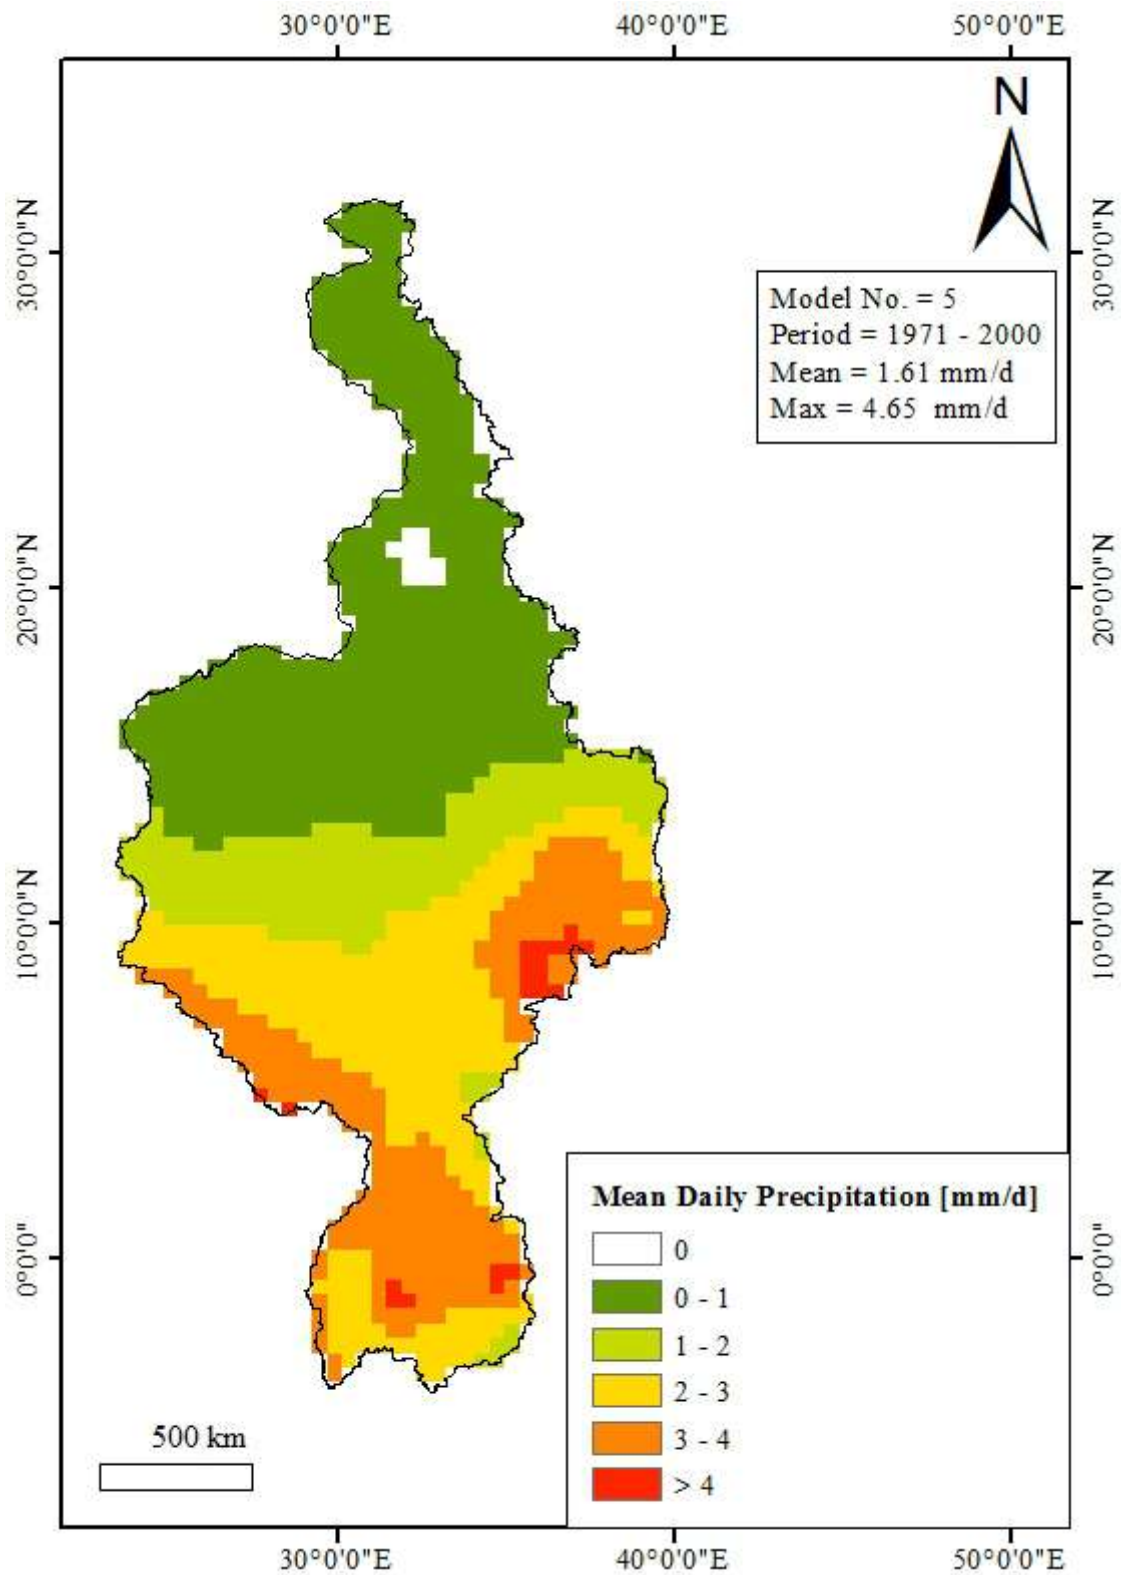 30°0'0"E
40°0'0"E
50°0'0"E
N
30°0'0"N
30°0'0"N
Model No. = 5
Period = 1971 - 2000
Mean = 1.61 mm/d
Max = 4.65 mm/d
20°0'0"N
20°0'0"N
10°0'0"N
10°0'0"N
0°0'0"
0°0'0"
Mean Daily Precipitation [mm/d]
0
0 - 1
1 - 2
2 - 3
3 - 4
> 4
500 km
30°0'0"E
40°0'0"E
50°0'0"E